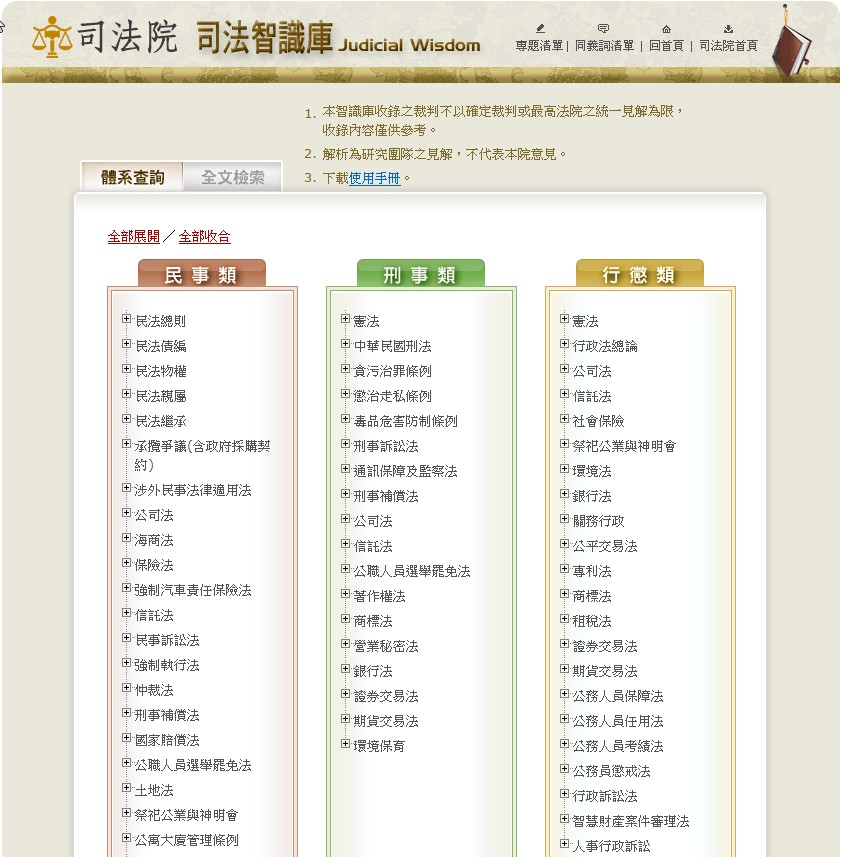 司法院 司法智識庫 Judicial Wisdom
專題清單 | 同義詞清單 | 回首頁 | 司法院首頁
1. 本智識庫收錄之裁判不以確定裁判或最高法院之統一見解為限，
收錄內容僅供參考。
2. 解析為研究團隊之見解，不代表本院意見。
3. 下載使用手冊。
體系查詢 全文檢索
全部展開／全部收合
民事類
民法總則
民法債編
民法物權
民法親屬
民法繼承
承攬爭議(含政府採購契
約)
涉外民事法律適用法
公司法
海商法
保險法
強制汽車責任保險法
信託法
民事訴訟法
強制執行法
仲裁法
刑事補償法
國家賠償法
公職人員選舉罷免法
土地法
祭祀公業與神明會
公寓大廈管理條例
刑事類
憲法
中華民國刑法
貪污治罪條例
懲治走私條例
毒品危害防制條例
刑事訴訟法
通訊保障及監察法
刑事補償法
公司法
信託法
公職人員選舉罷免法
著作權法
商標法
營業秘密法
銀行法
證券交易法
期貨交易法
環境保育
行懲類
憲法
行政法總論
公司法
信託法
社會保險
祭祀公業與神明會
環境法
銀行法
關務行政
公平交易法
專利法
商標法
租稅法
證券交易法
期貨交易法
公務人員保障法
公務人員任用法
公務人員考績法
公務員懲戒法
行政訴訟法
智慧財產案件審理法
人事行政訴訟